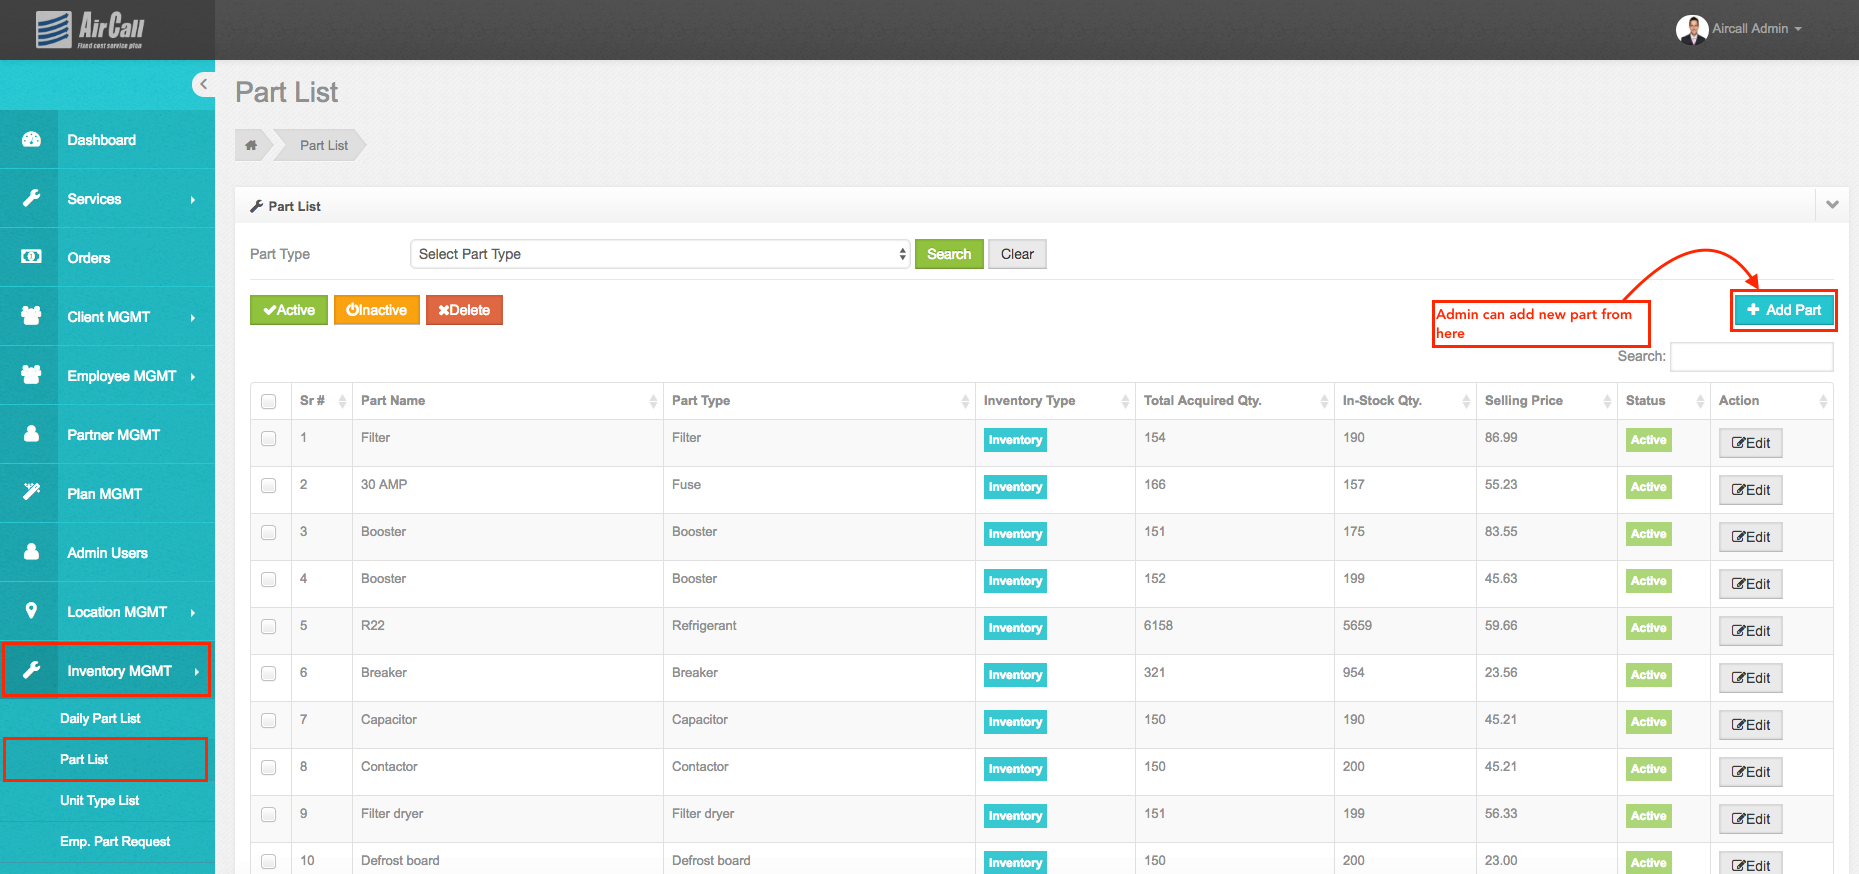 AirCall
Fixed cost service plan
Aircall Admin
Part List
Part List
Dashboard
Services
Orders
Client MGMT
Employee MGMT
Partner MGMT
Plan MGMT
Admin Users
Location MGMT
Inventory MGMT
Daily Part List
Part List
Unit Type List
Emp. Part Request
Part List
Part Type Select Part Type Search Clear
Active Inactive Delete
Admin can add new part from
here
Add Part
Search:
Sr # Part Name Part Type Inventory Type Total Acquired Qty. In-Stock Qty. Selling Price Status Action
1 Filter Filter Inventory 154 190 86.99 Active Edit
2 30 AMP Fuse Inventory 166 157 55.23 Active Edit
3 Booster Booster Inventory 151 175 83.55 Active Edit
4 Booster Booster Inventory 152 199 45.63 Active Edit
5 R22 Refrigerant Inventory 6158 5659 59.66 Active Edit
6 Breaker Breaker Inventory 321 954 23.56 Active Edit
7 Capacitor Capacitor Inventory 150 190 45.21 Active Edit
8 Contactor Contactor Inventory 150 200 45.21 Active Edit
9 Filter dryer Filter dryer Inventory 151 199 56.33 Active Edit
10 Defrost board Defrost board Inventory 150 200 23.00 Active Edit